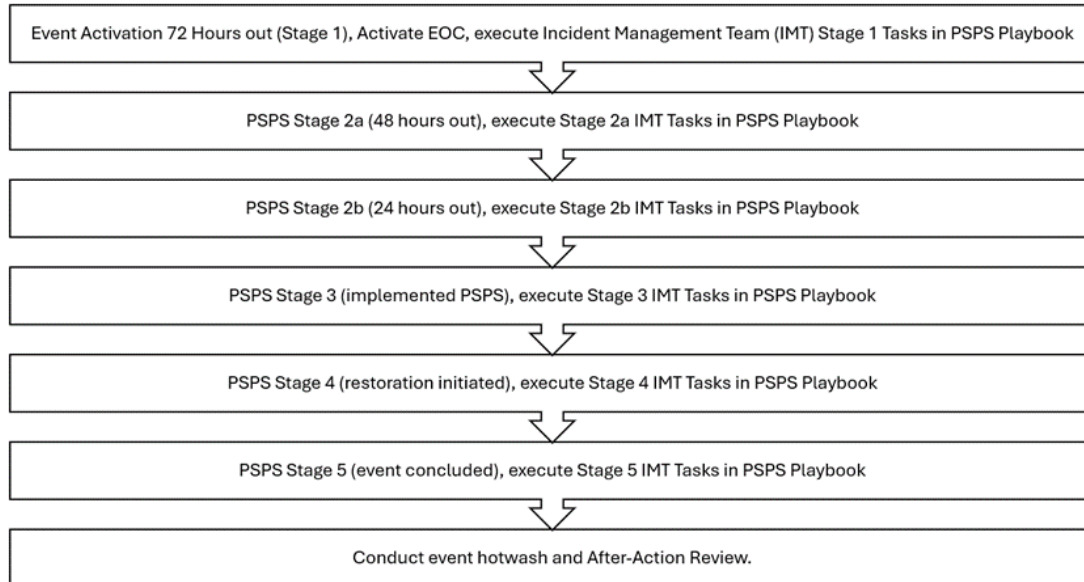 Event Activation 72 Hours out (Stage 1), Activate EOC, execute Incident Management Team (IMT) Stage 1 Tasks in PSPS Playbook
PSPS Stage 2a (48 hours out), execute Stage 2a IMT Tasks in PSPS Playbook
PSPS Stage 2b (24 hours out), execute Stage 2b IMT Tasks in PSPS Playbook
PSPS Stage 3 (implemented PSPS), execute Stage 3 IMT Tasks in PSPS Playbook
PSPS Stage 4 (restoration initiated), execute Stage 4 IMT Tasks in PSPS Playbook
PSPS Stage 5 (event concluded), execute Stage 5 IMT Tasks in PSPS Playbook
Conduct event hotwash and After-Action Review.